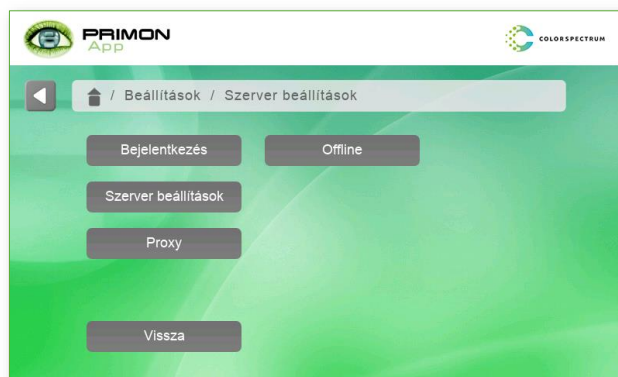 PRIMON
App
COLORSPECTRUM
/ Beállítások / Szerver beállítások
Bejelentkezés
Offline
Szerver beállítások
Proxy
Vissza